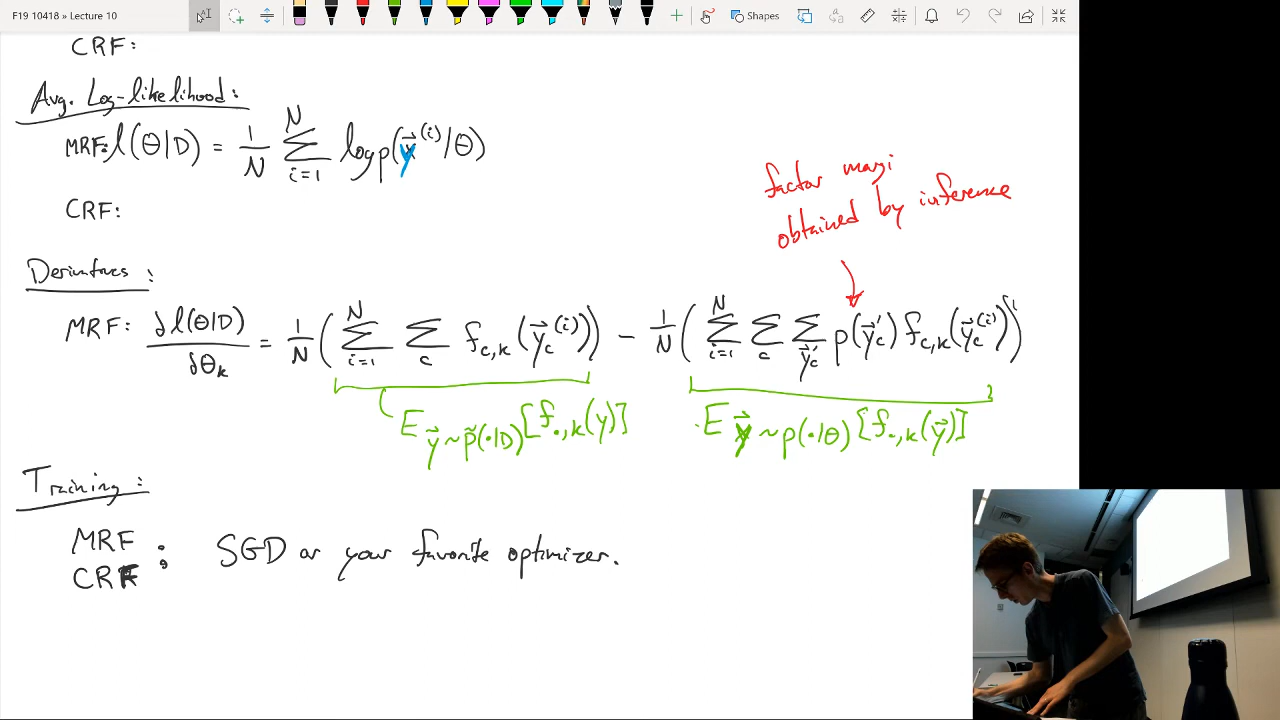 F19 10418 » Lecture 10
Shapes
CRF:
Avg. Log-likelihood:
MRF: l(θ|D) = 1/N Σ_{i=1}^{N} log p(y⃗^{(i)}|θ)
factor margi
obtained by inference
CRF:
Derivatives:
MRF: ∂l(θ|D)/∂θ_k = 1/N ( Σ_{i=1}^{N} Σ_c f_{c,k}(y⃗_c^{(i)}) ) − 1/N ( Σ_{i=1}^{N} Σ_c Σ_{y⃗'_c} p(y⃗'_c) f_{c,k}(y⃗_c^{(i)}) )
E_{y⃗~p̃(·|D)}[f_{·,k}(y)] E_{y⃗~p(·|θ)}[f_{·,k}(y⃗)]
Training:
MRF
CRF : SGD or your favorite optimizer.